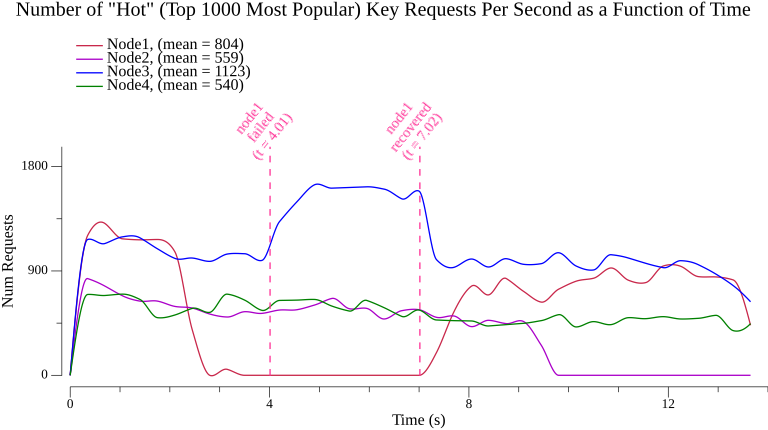 Number of "Hot" (Top 1000 Most Popular) Key Requests Per Second as a Function of Time
Node1, (mean = 804)
Node2, (mean = 559)
Node3, (mean = 1123)
Node4, (mean = 540)
node1
failed
(t = 4.01)
node1
recovered
(t = 7.02)
1800
900
0
Num Requests
0
4
8
12
Time (s)